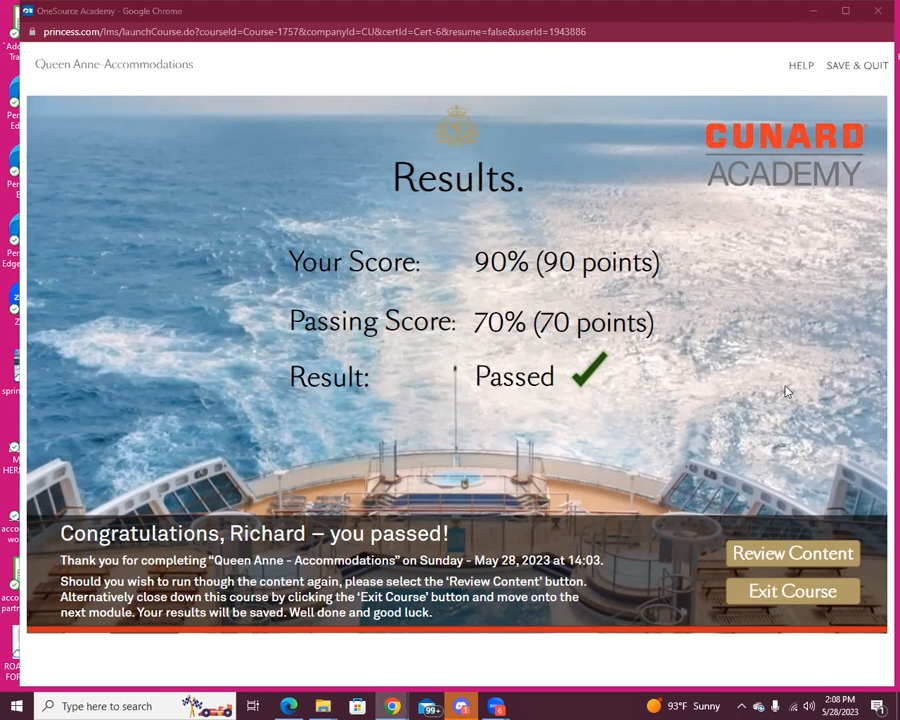 OneSource Academy - Google Chrome
princess.com/lms/launchCourse.do?courseId=Course-1757&companyId=CU&certId=Cert-6&resume=false&userId=1943886
Queen Anne-Accommodations
HELP SAVE & QUIT
CUNARD
ACADEMY
Results.
Your Score: 90% (90 points)
Passing Score: 70% (70 points)
Result: Passed
Congratulations, Richard – you passed!
Thank you for completing “Queen Anne - Accommodations” on Sunday - May 28, 2023 at 14:03.
Should you wish to run though the content again, please select the ‘Review Content’ button.
Alternatively close down this course by clicking the ‘Exit Course’ button and move onto the
next module. Your results will be saved. Well done and good luck.
Review Content
Exit Course
Type here to search
99+
93°F Sunny
2:08 PM
5/28/2023